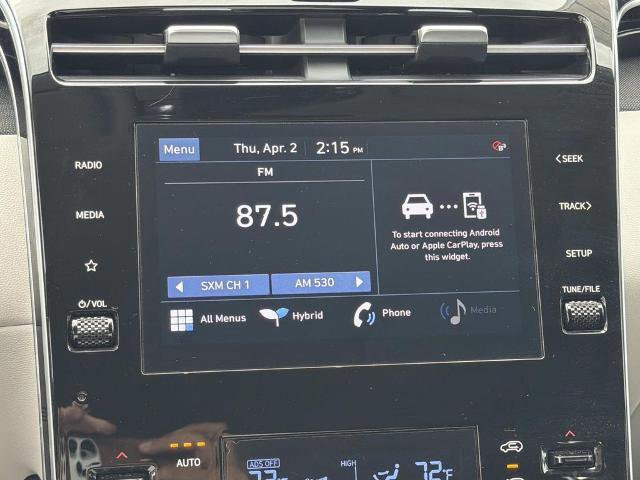 Menu Thu, Apr. 2 2:15 PM
RADIO
MEDIA
/VOL
<SEEK
TRACK>
SETUP
TUNE/FILE
FM
87.5
SXM CH 1 AM 530
To start connecting Android
Auto or Apple CarPlay, press
this widget.
All Menus Hybrid Phone Media
AUTO
ADS OFF HIGH
72°F